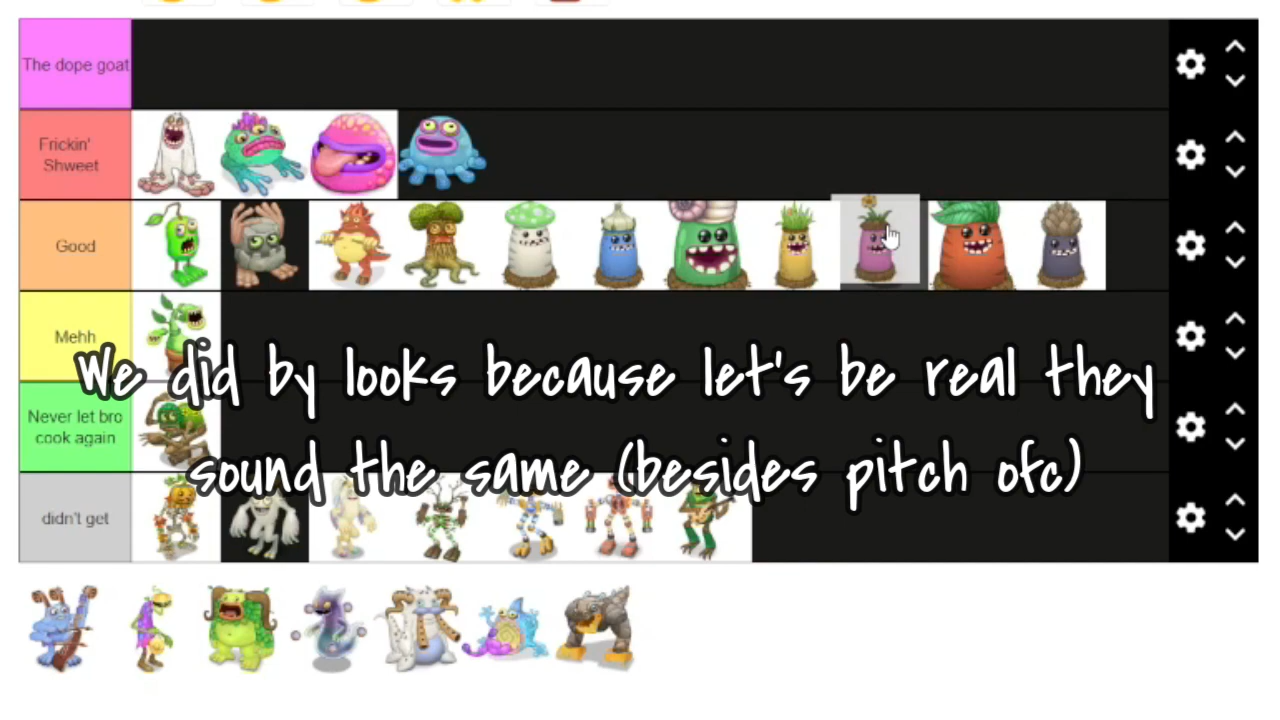 The dope goat
Frickin'
Shweet
Good
Mehh
We did by looks because let's be real they
Never let bro
cook again
sound the same (besides pitch ofc)
didn't get